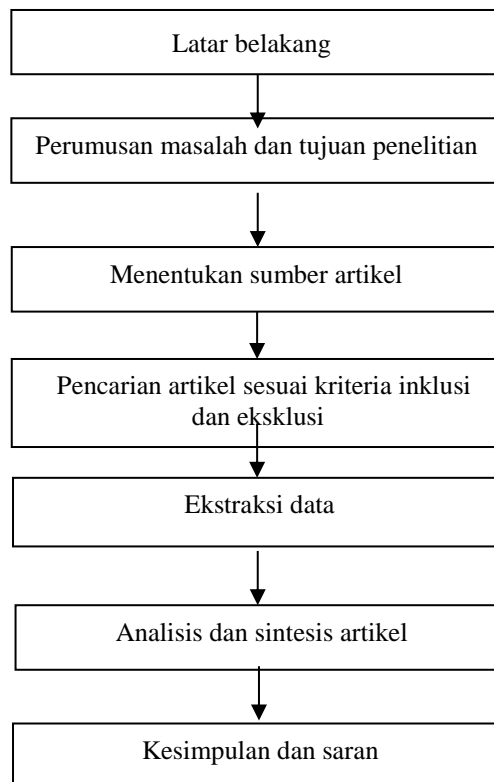 Latar belakang
Perumusan masalah dan tujuan penelitian
Menentukan sumber artikel
Pencarian artikel sesuai kriteria inklusi
dan eksklusi
Ekstraksi data
Analisis dan sintesis artikel
Kesimpulan dan saran